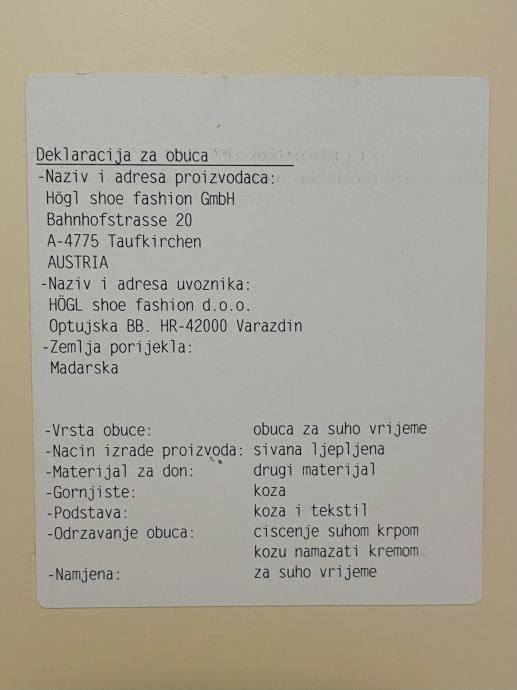 Deklaracija za obuca
-Naziv i adresa proizvodaca:
Högl shoe fashion GmbH
Bahnhofstrasse 20
A-4775 Taufkirchen
AUSTRIA
-Naziv i adresa uvoznika:
HÖGL shoe fashion d.o.o.
Optujska BB. HR-42000 Varazdin
-Zemlja porijekla:
Madarska
-Vrsta obuce: obuca za suho vrijeme
-Nacin izrade proizvoda: sivana ljepljena
-Materijal za don: drugi materijal
-Gornjiste: koza
-Podstava: koza i tekstil
-Odrzavanje obuca: ciscenje suhom krpom
kozu namazati kremom
-Namjena: za suho vrijeme